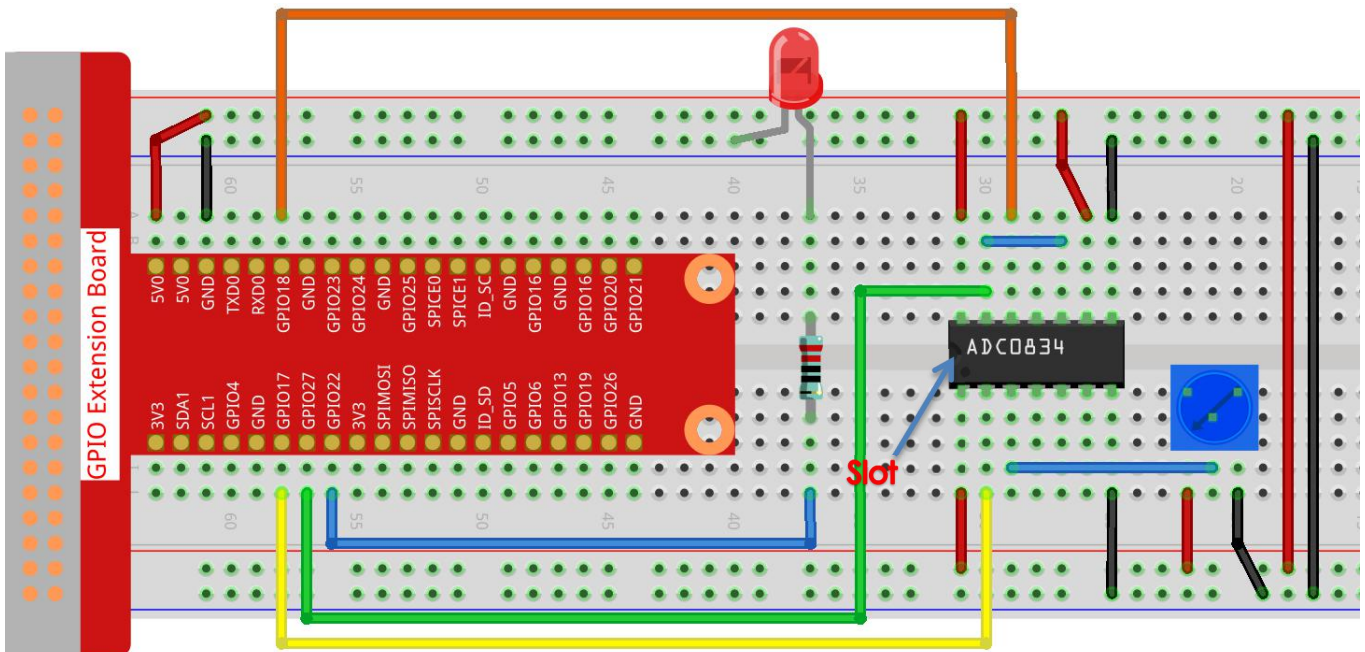 GPIO Extension Board
60
55
50
45
40
35
30
20
A
B
5V0
5V0
GND
TXD0
RXD0
GPIO18
GND
GPIO23
GPIO24
GND
GPIO25
SPICE0
SPICE1
ID_SC
GND
GPIO16
GND
GPIO16
GPIO20
GPIO21
ADC0834
3V3
SDA1
SCL1
GPIO4
GND
GPIO17
GPIO27
GPIO22
3V3
SPIMOSI
SPIMISO
SPISCLK
GND
ID_SD
GPIO5
GPIO6
GPIO13
GPIO19
GPIO26
GND
Slot
60
55
50
45
40
20